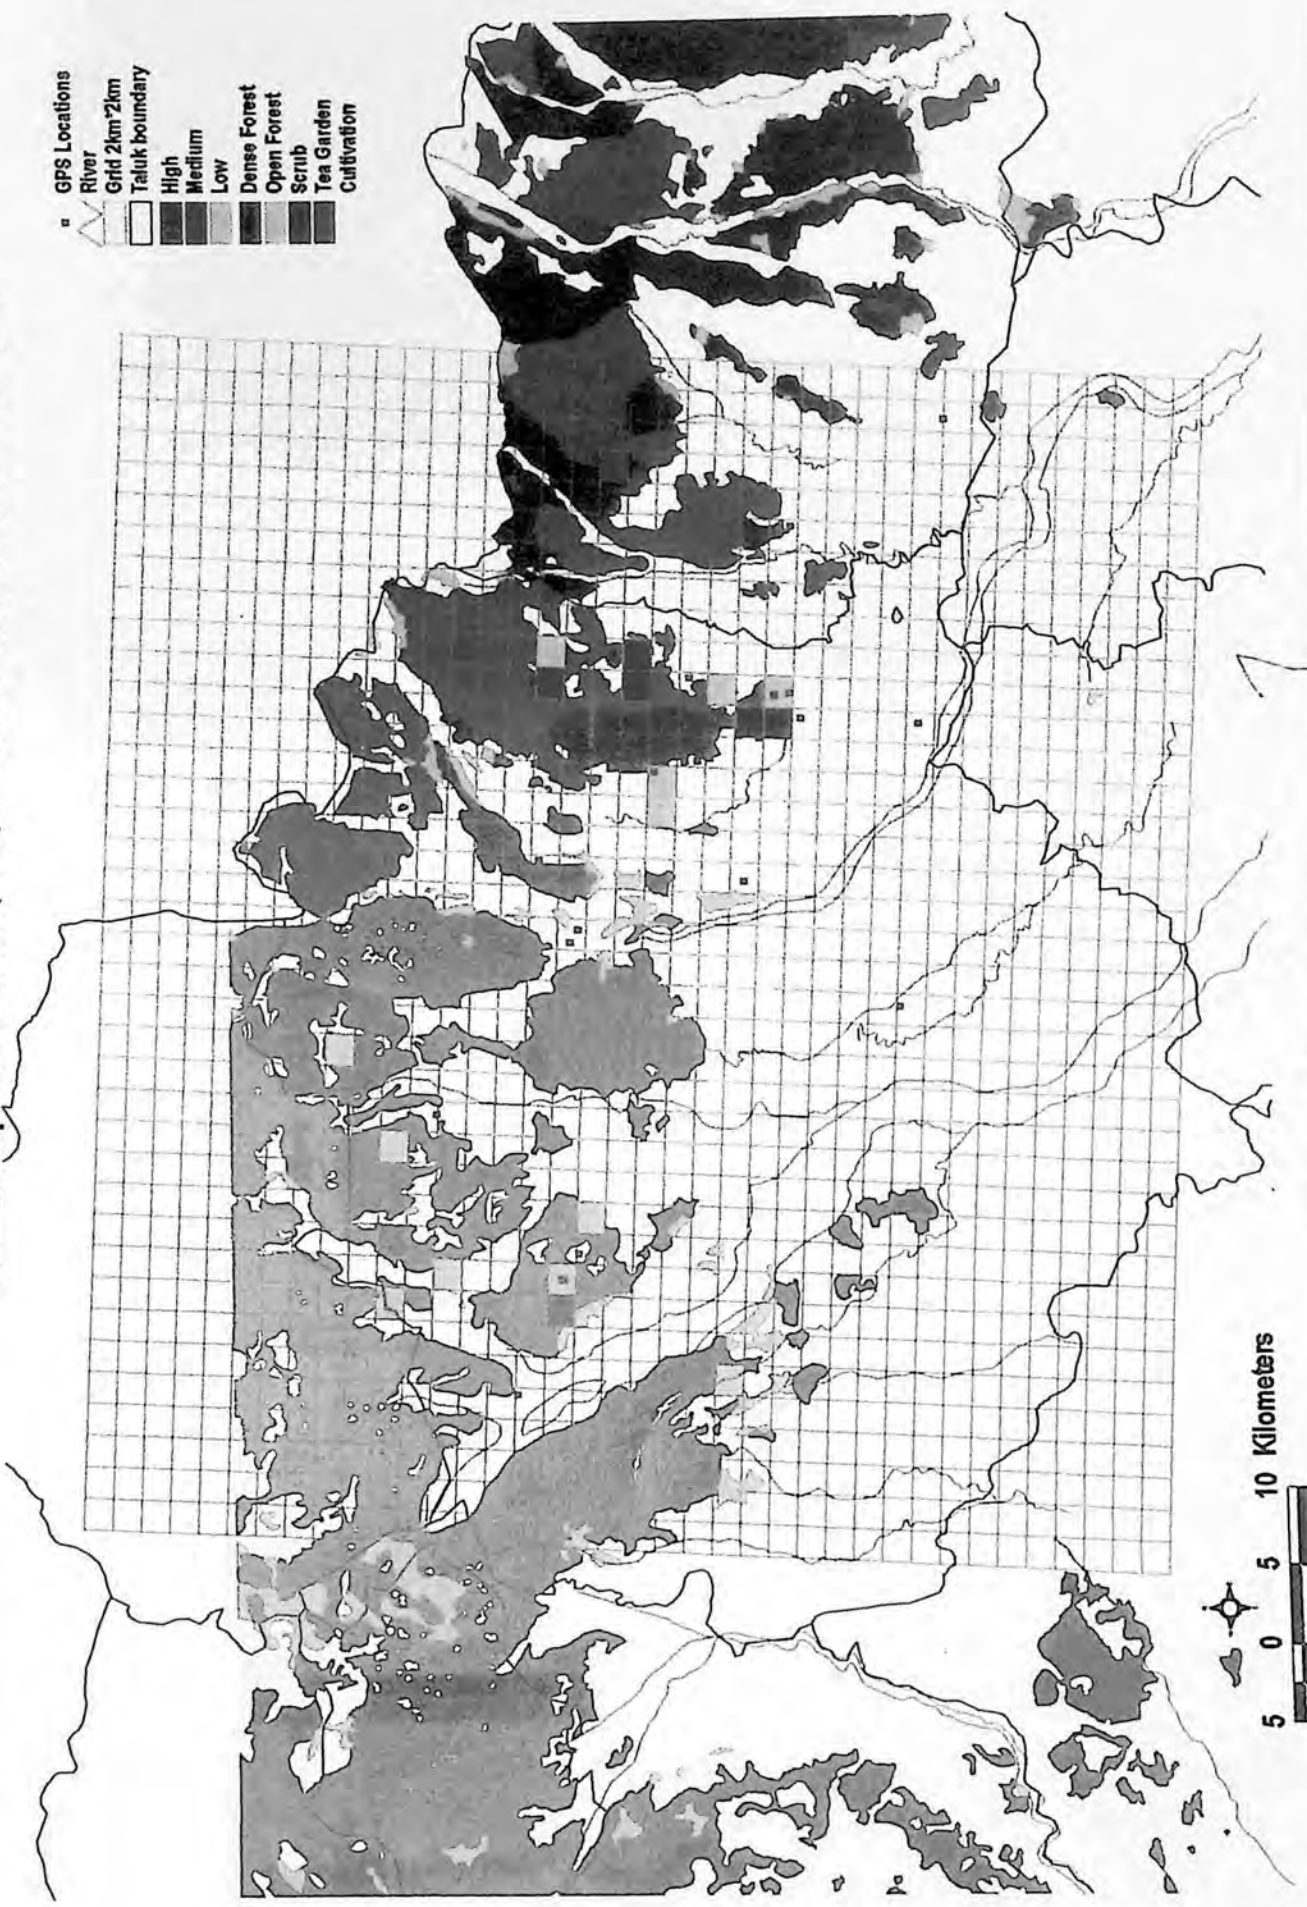 GPS Locations
River
Grid 2km*2km
Taluk boundary
High
Medium
Low
Dense Forest
Open Forest
Scrub
Tea Garden
Cultivation
5 0 5 10 Kilometers